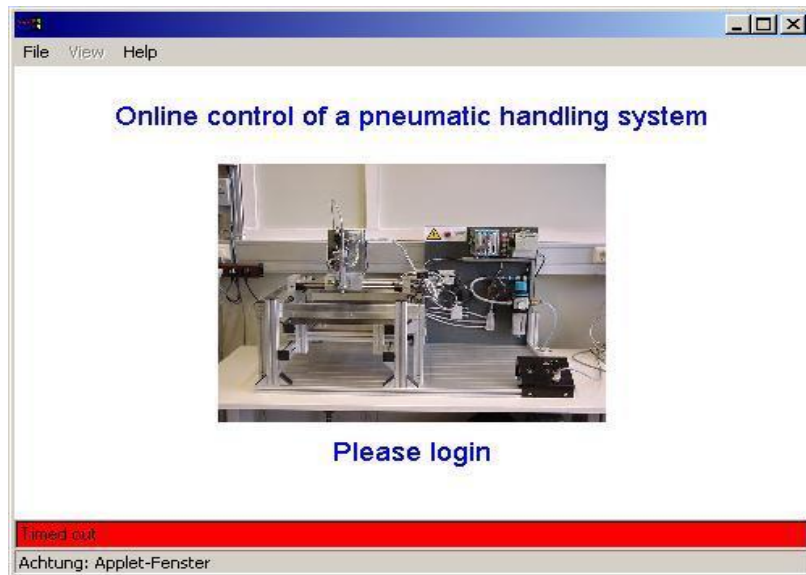 File View Help
Online control of a pneumatic handling system
Please login
Timed out
Achtung: Applet-Fenster